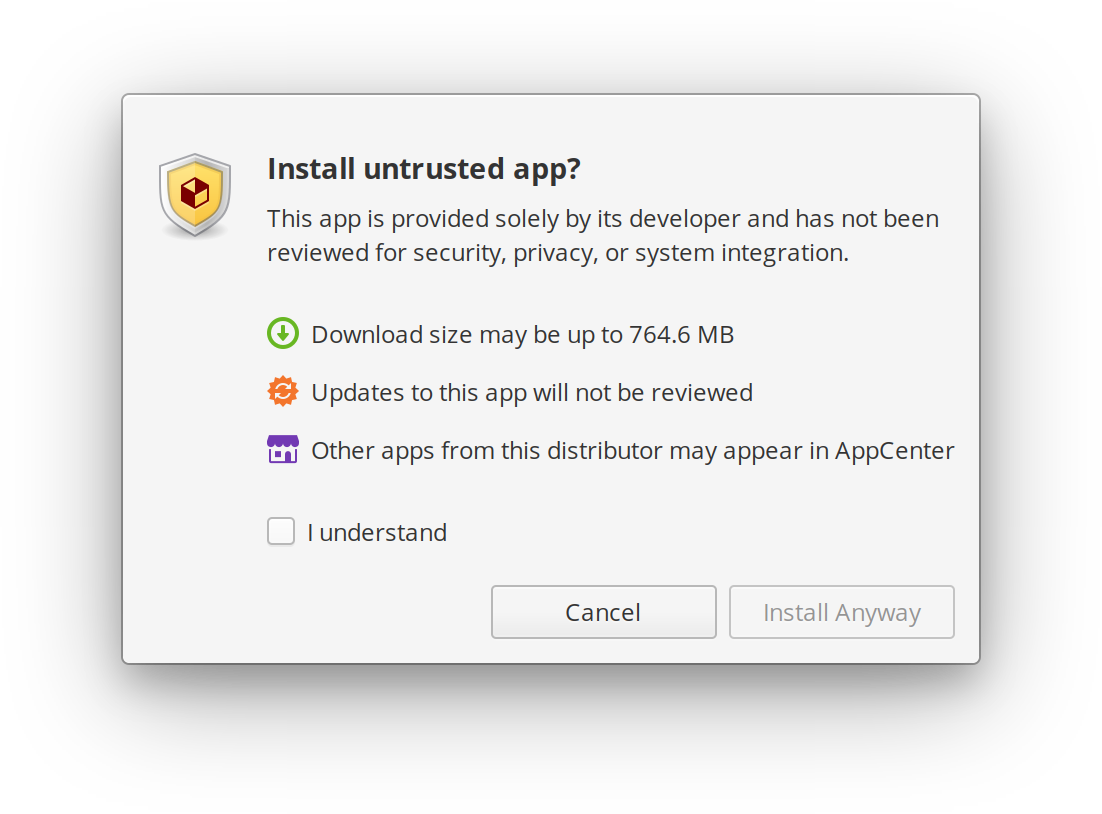 Install untrusted app?
This app is provided solely by its developer and has not been
reviewed for security, privacy, or system integration.
Download size may be up to 764.6 MB
Updates to this app will not be reviewed
Other apps from this distributor may appear in AppCenter
I understand
Cancel
Install Anyway